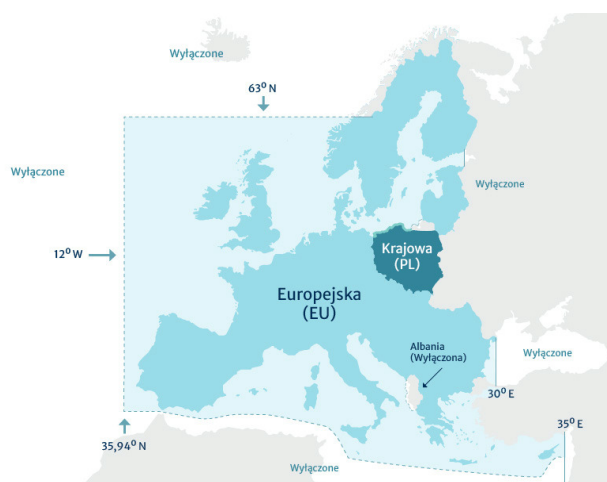 Wyłączone
63⁰ N
Wyłączone
Wyłączone
12⁰ W
Krajowa
(PL)
Europejska
(EU)
Albania
(Wyłączona)
Wyłączone
30⁰ E
35⁰ E
35,94⁰ N
Wyłączone